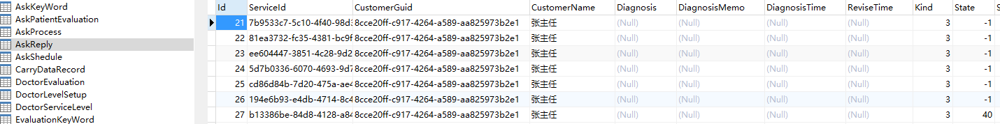 AskKeyWord
AskPatientEvaluation
AskProcess
AskReply
AskShedule
CarryDataRecord
DoctorEvaluation
DoctorLevelSetup
DoctorServiceLevel
EvaluationKeyWord
Id ServiceId CustomerGuid CustomerName Diagnosis DiagnosisMemo DiagnosisTime ReviseTime Kind State S
21 7b9533c7-5c10-4f40-98d3 8cce20ff-c917-4264-a589-aa825973b2e1 张主任 (Null) (Null) (Null) (Null) 3 -1
22 81ea3732-fc35-4381-bc9f 8cce20ff-c917-4264-a589-aa825973b2e1 张主任 (Null) (Null) (Null) (Null) 3 -1
23 ee604447-3851-4c28-9d2 8cce20ff-c917-4264-a589-aa825973b2e1 张主任 (Null) (Null) (Null) (Null) 3 -1
24 5d7b0336-6070-4693-9d7 8cce20ff-c917-4264-a589-aa825973b2e1 张主任 (Null) (Null) (Null) (Null) 3 -1
25 cd86d84b-7d20-475a-ae4 8cce20ff-c917-4264-a589-aa825973b2e1 张主任 (Null) (Null) (Null) (Null) 3 -1
26 194e6b93-e4db-4714-8c4 8cce20ff-c917-4264-a589-aa825973b2e1 张主任 (Null) (Null) (Null) (Null) 3 -1
27 b13386be-84d8-4128-a84 8cce20ff-c917-4264-a589-aa825973b2e1 张主任 (Null) (Null) (Null) (Null) 3 40